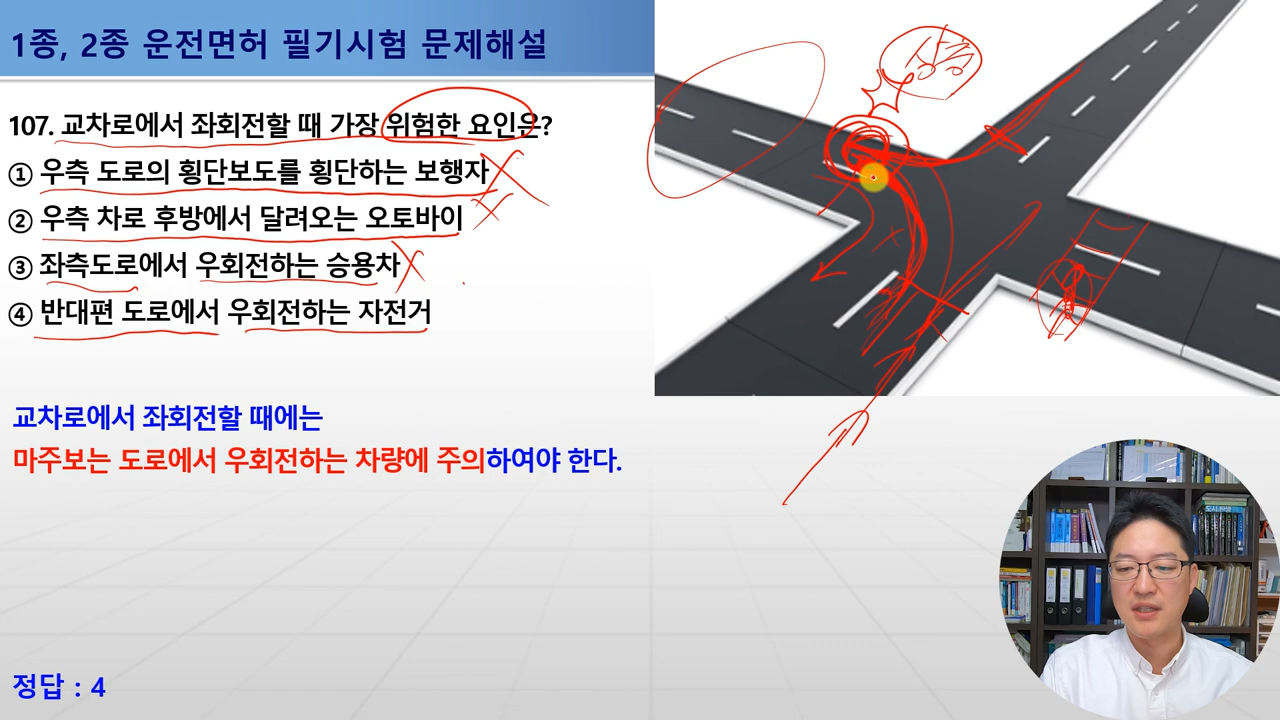 1종, 2종 운전면허 필기시험 문제해설
107. 교차로에서 좌회전할 때 가장 위험한 요인은?
① 우측 도로의 횡단보도를 횡단하는 보행자
② 우측 차로 후방에서 달려오는 오토바이
③ 좌측도로에서 우회전하는 승용차
④ 반대편 도로에서 우회전하는 자전거
교차로에서 좌회전할 때에는
마주보는 도로에서 우회전하는 차량에 주의하여야 한다.
정답 : 4